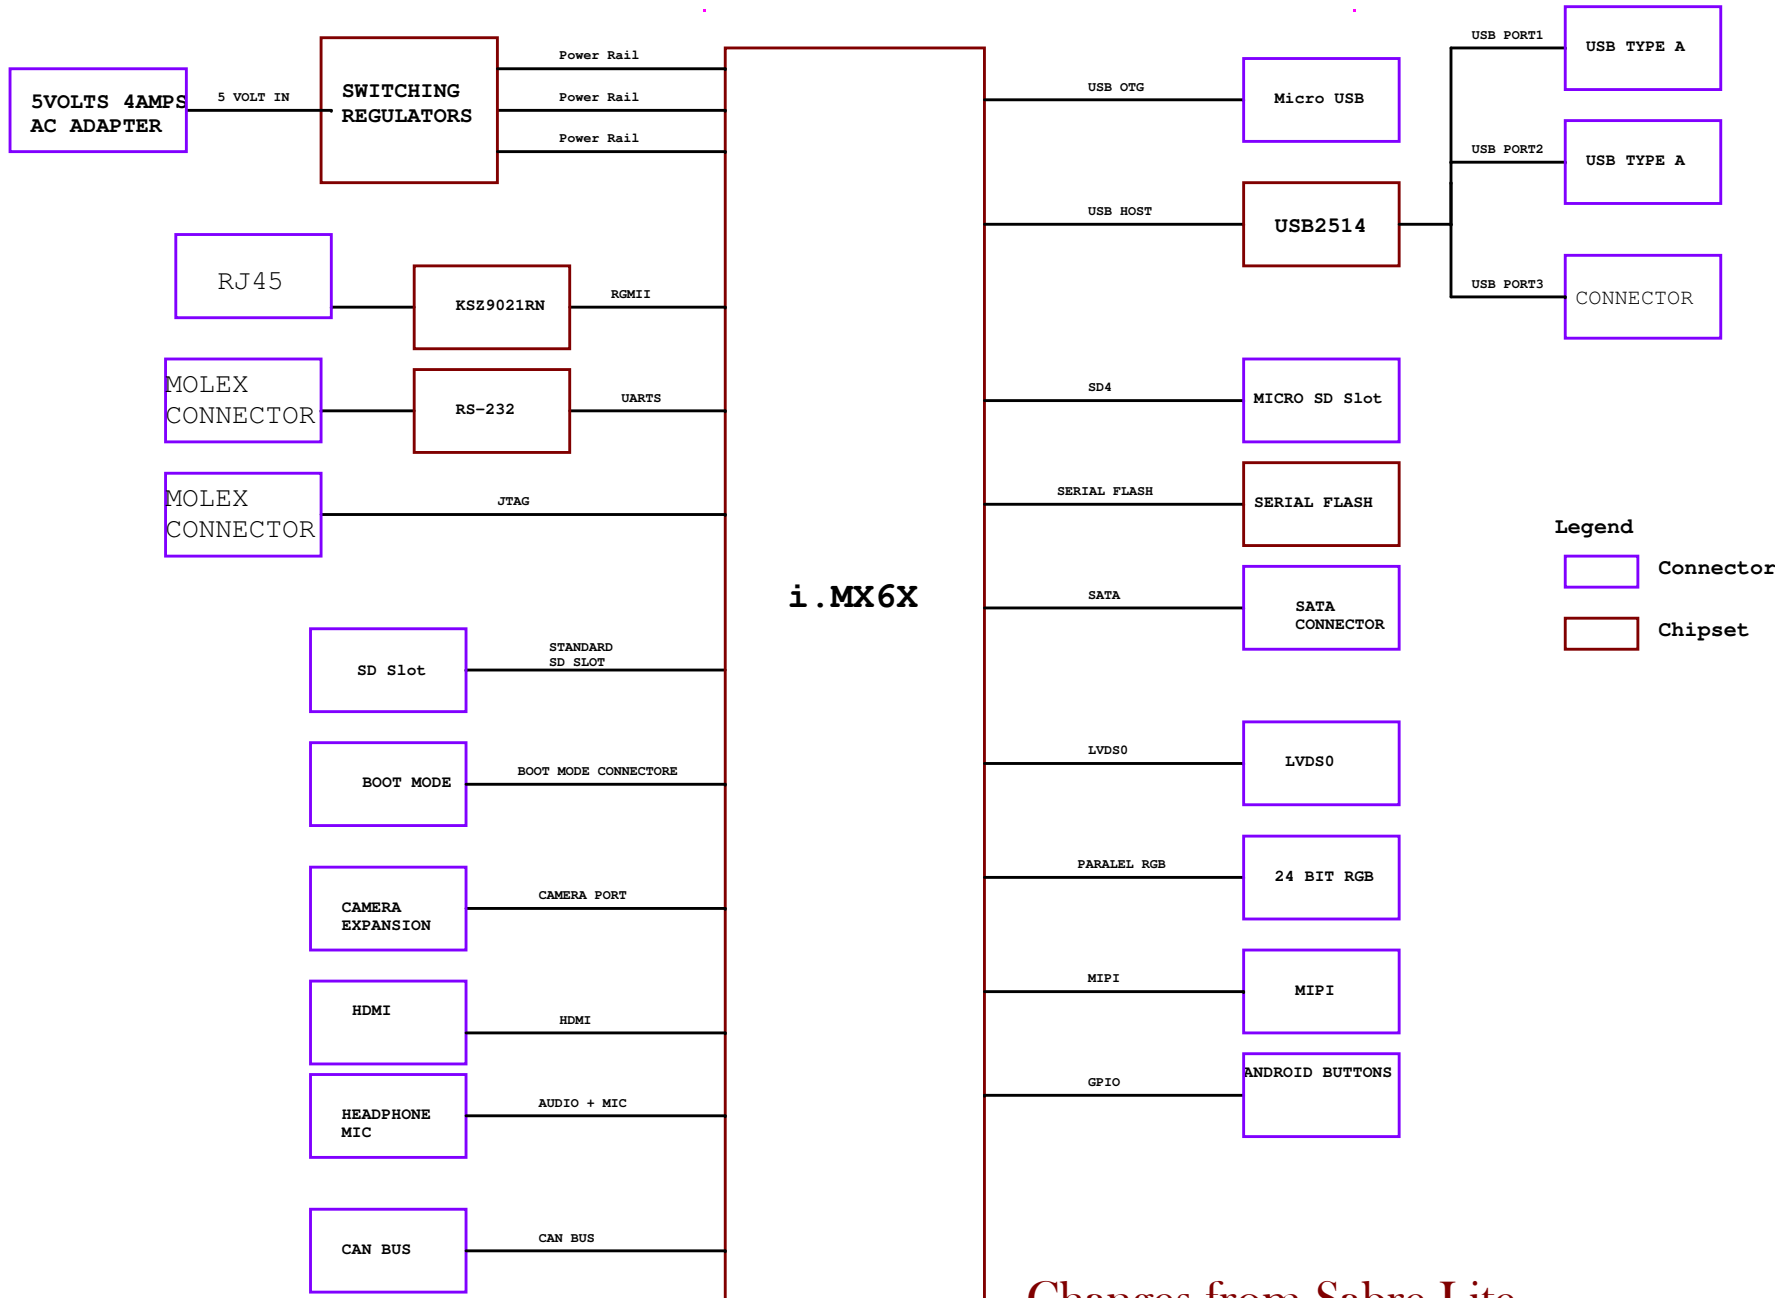 5VOLTS 4AMPS
AC ADAPTER
5 VOLT IN
SWITCHING
REGULATORS
Power Rail
Power Rail
Power Rail
RJ45
KSZ9021RN
RGMII
MOLEX
CONNECTOR
RS-232
UARTS
MOLEX
CONNECTOR
JTAG
SD Slot
STANDARD
SD SLOT
BOOT MODE
BOOT MODE CONNECTORE
CAMERA
EXPANSION
CAMERA PORT
HDMI
HDMI
HEADPHONE
MIC
AUDIO + MIC
CAN BUS
CAN BUS
i.MX6X
USB OTG
Micro USB
USB HOST
USB2514
USB PORT1
USB TYPE A
USB PORT2
USB TYPE A
USB PORT3
CONNECTOR
SD4
MICRO SD Slot
SERIAL FLASH
SERIAL FLASH
SATA
SATA
CONNECTOR
LVDS0
LVDS0
PARALEL RGB
24 BIT RGB
MIPI
MIPI
GPIO
ANDROID BUTTONS
Legend
Connector
Chipset
Changes from Sabre Lite